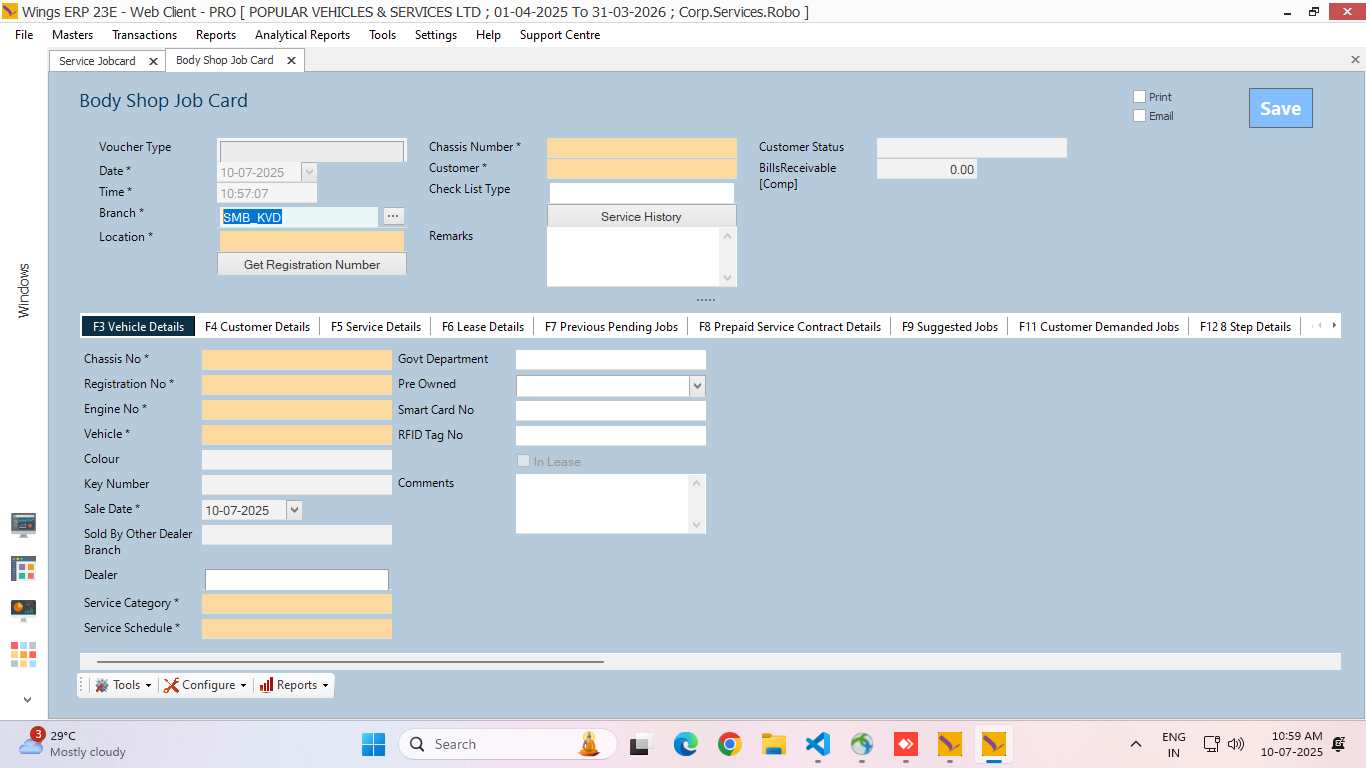 Wings ERP 23E - Web Client - PRO [ POPULAR VEHICLES & SERVICES LTD ; 01-04-2025 To 31-03-2026 ; Corp.Services.Robo ]
File Masters Transactions Reports Analytical Reports Tools Settings Help Support Centre
Service Jobcard Body Shop Job Card
Body Shop Job Card
Print
Email
Save
Voucher Type
Date * 10-07-2025
Time * 10:57:07
Branch * SMB_KVD ...
Location *
Get Registration Number
Chassis Number *
Customer *
Check List Type
Service History
Remarks
Customer Status
BillsReceivable [Comp] 0.00
Windows
F3 Vehicle Details F4 Customer Details F5 Service Details F6 Lease Details F7 Previous Pending Jobs F8 Prepaid Service Contract Details F9 Suggested Jobs F11 Customer Demanded Jobs F12 8 Step Details
Chassis No *
Registration No *
Engine No *
Vehicle *
Colour
Key Number
Sale Date * 10-07-2025
Sold By Other Dealer
Branch
Dealer
Service Category *
Service Schedule *
Govt Department
Pre Owned
Smart Card No
RFID Tag No
In Lease
Comments
Tools Configure Reports
3
29°C
Mostly cloudy
Search
ENG
IN
10:59 AM
10-07-2025